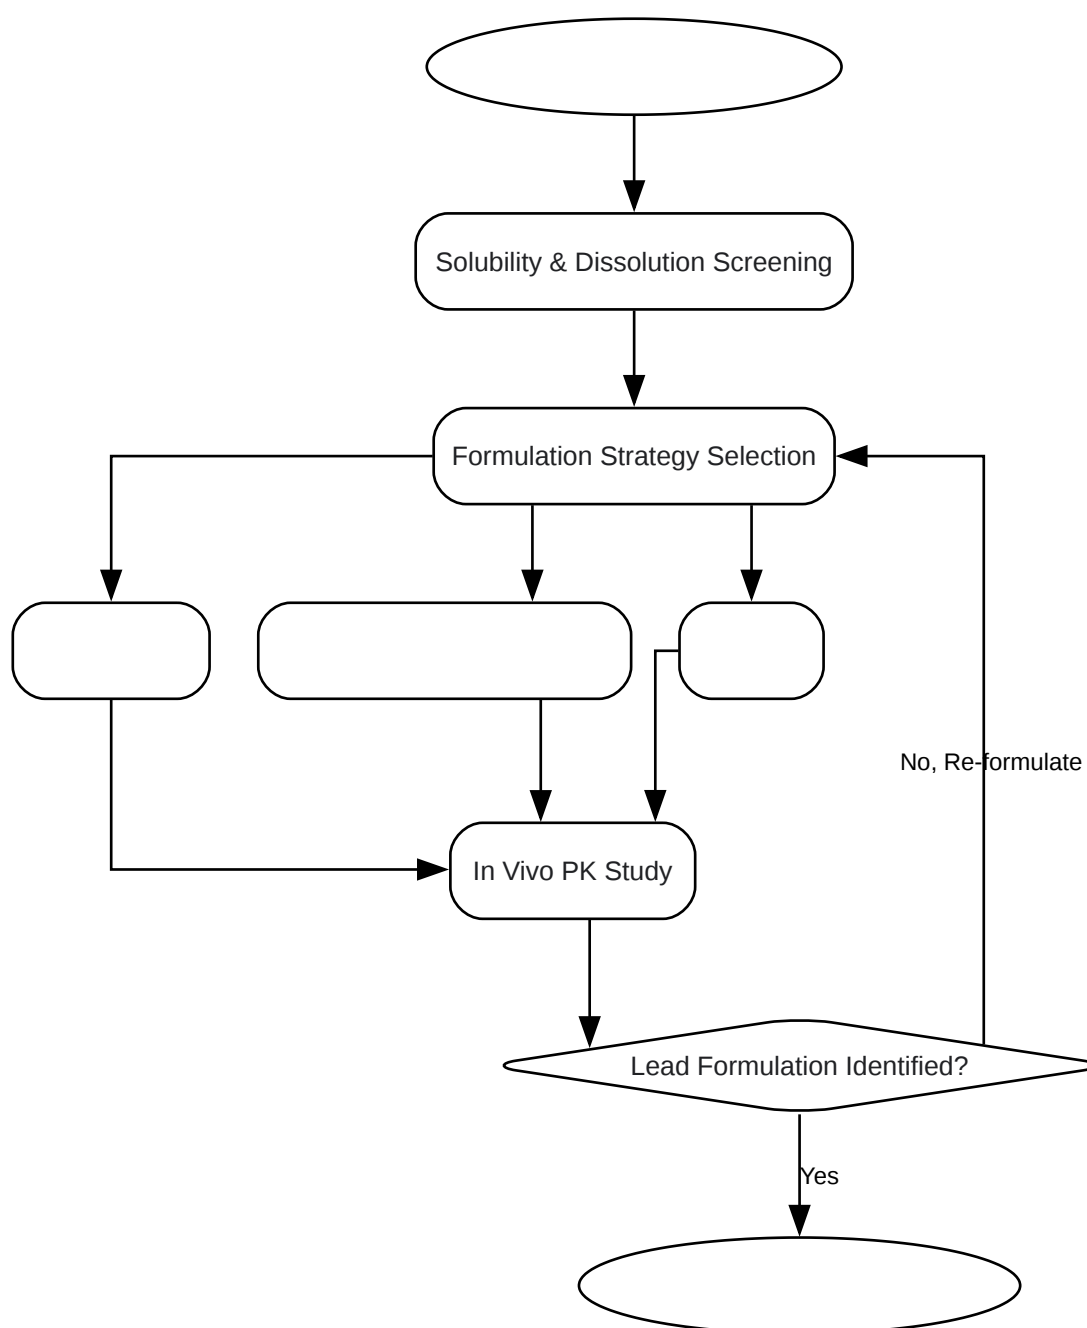 Solubility & Dissolution Screening
Formulation Strategy Selection
No, Re-formulate
In Vivo PK Study
Lead Formulation Identified?
Yes